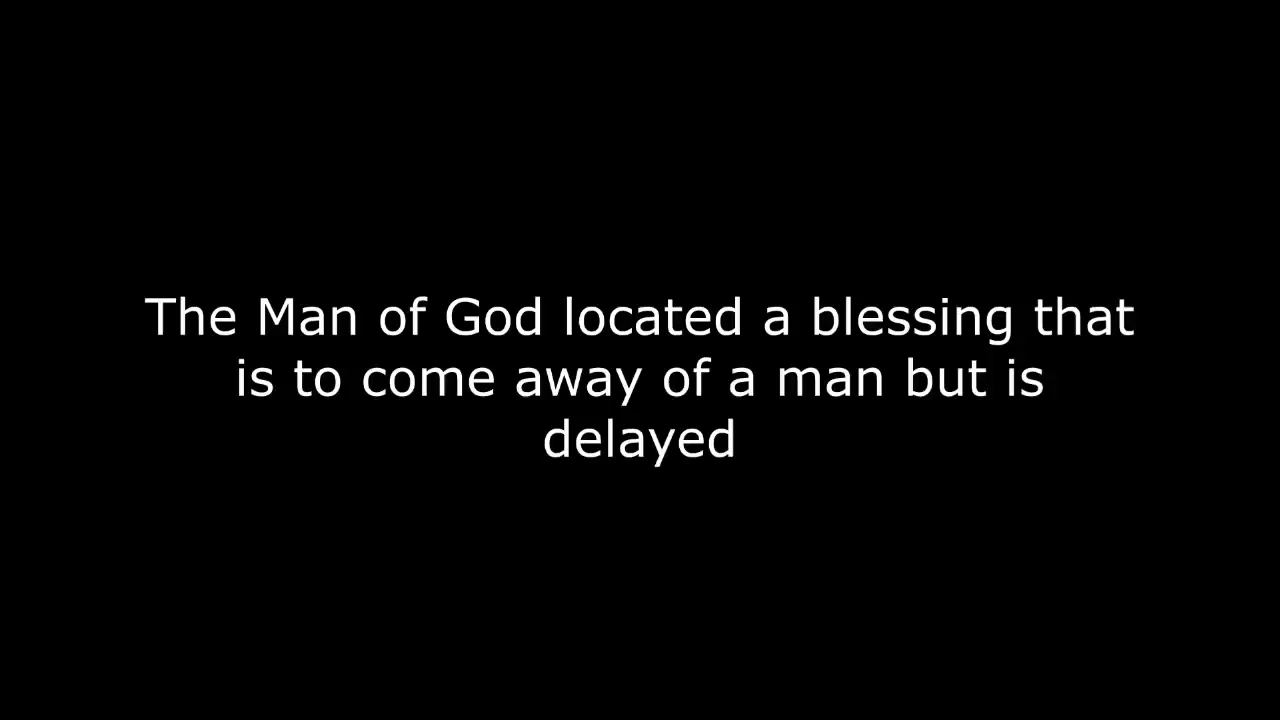 The Man of God located a blessing that
is to come away of a man but is
delayed